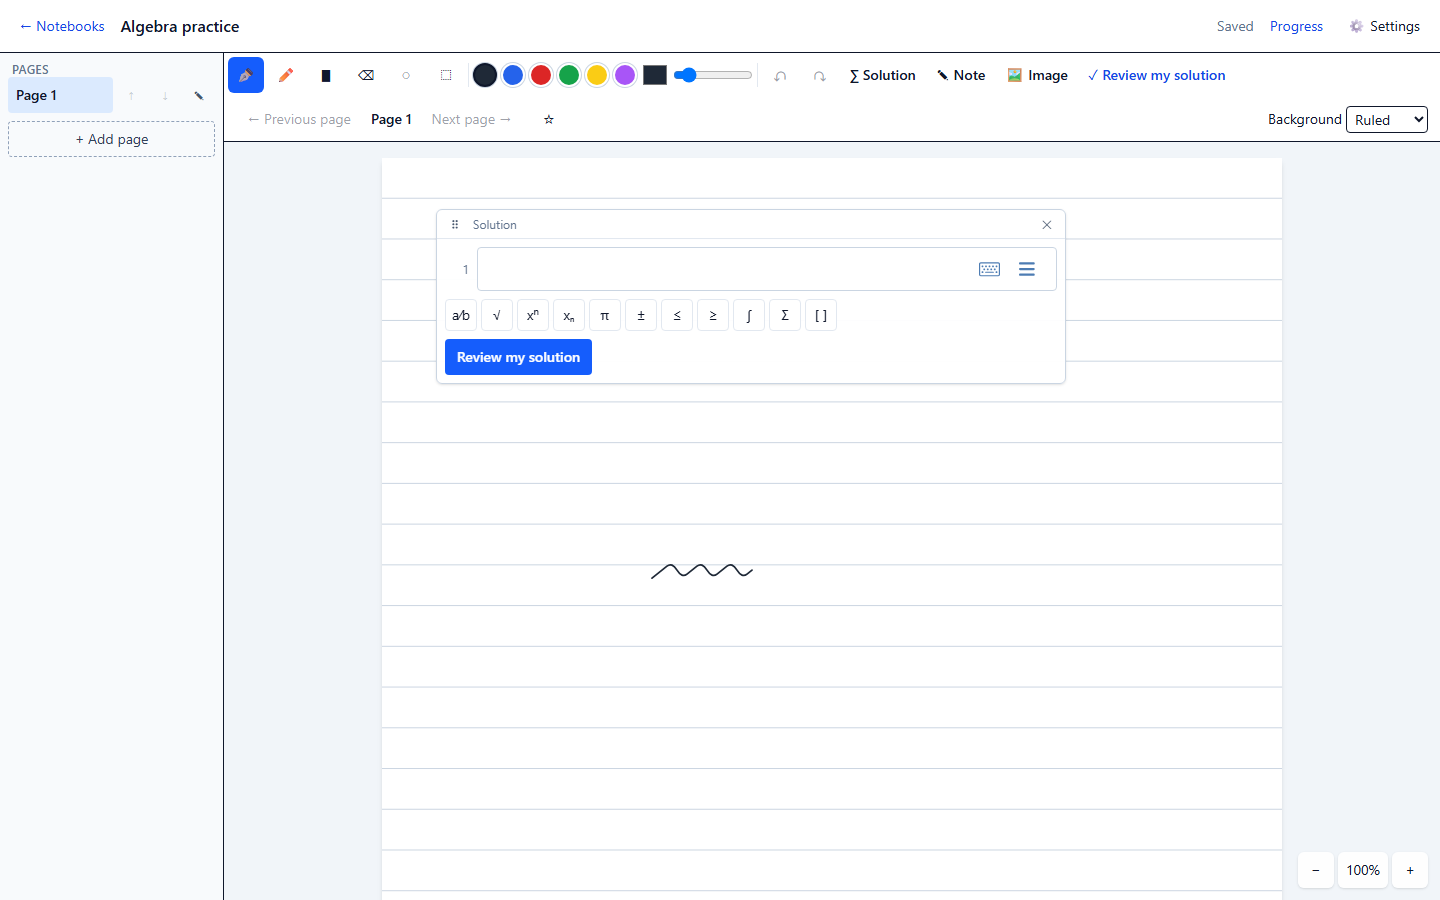 ← Notebooks Algebra practice Saved Progress Settings
PAGES
Page 1 ↑ ↓
+ Add page
∑ Solution Note Image ✓ Review my solution
← Previous page Page 1 Next page → ☆ Background Ruled
Solution
1
a/b √ xⁿ xₙ π ± ≤ ≥ ∫ Σ [ ]
Review my solution
− 100% +